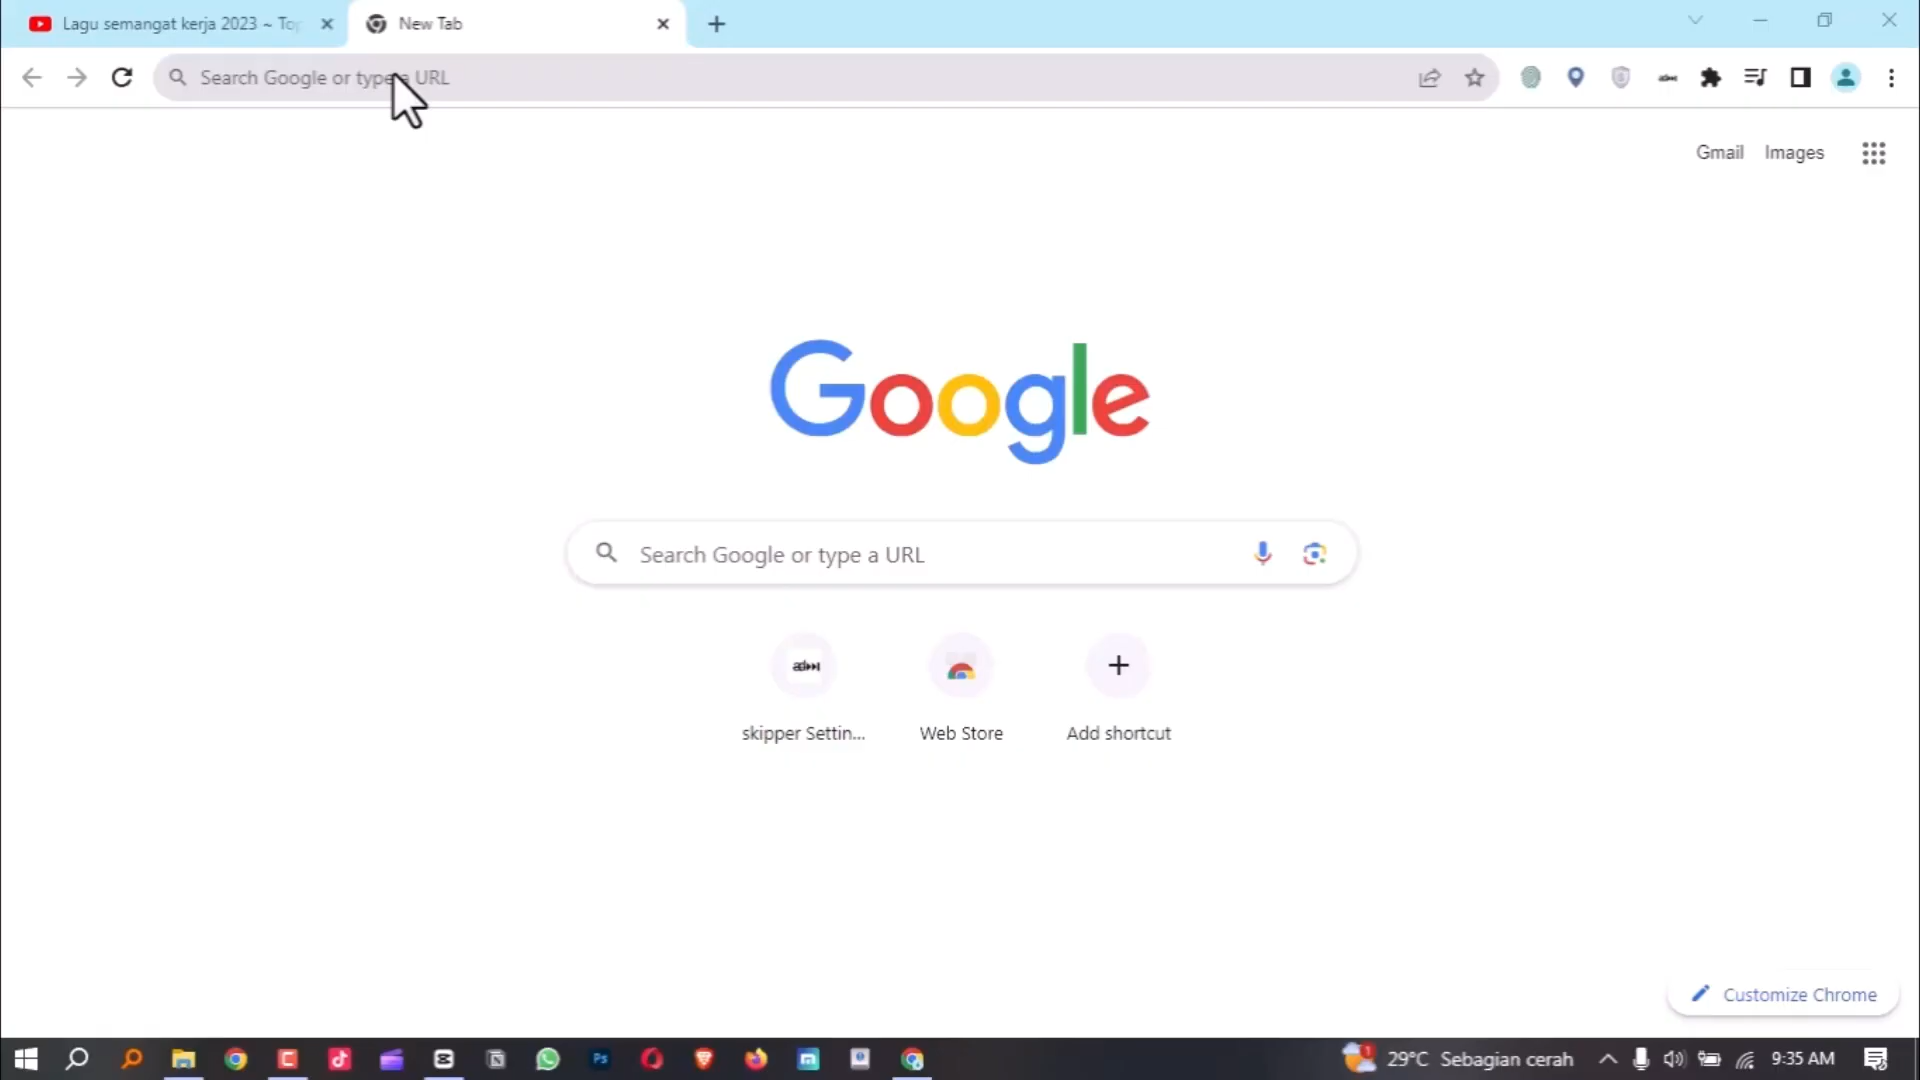 Lagu semangat kerja 2023 ~ Top
New Tab
Search Google or type a URL
Gmail
Images
Google
Search Google or type a URL
skipper Settin...
Web Store
Add shortcut
Customize Chrome
29°C Sebagian cerah
9:35 AM